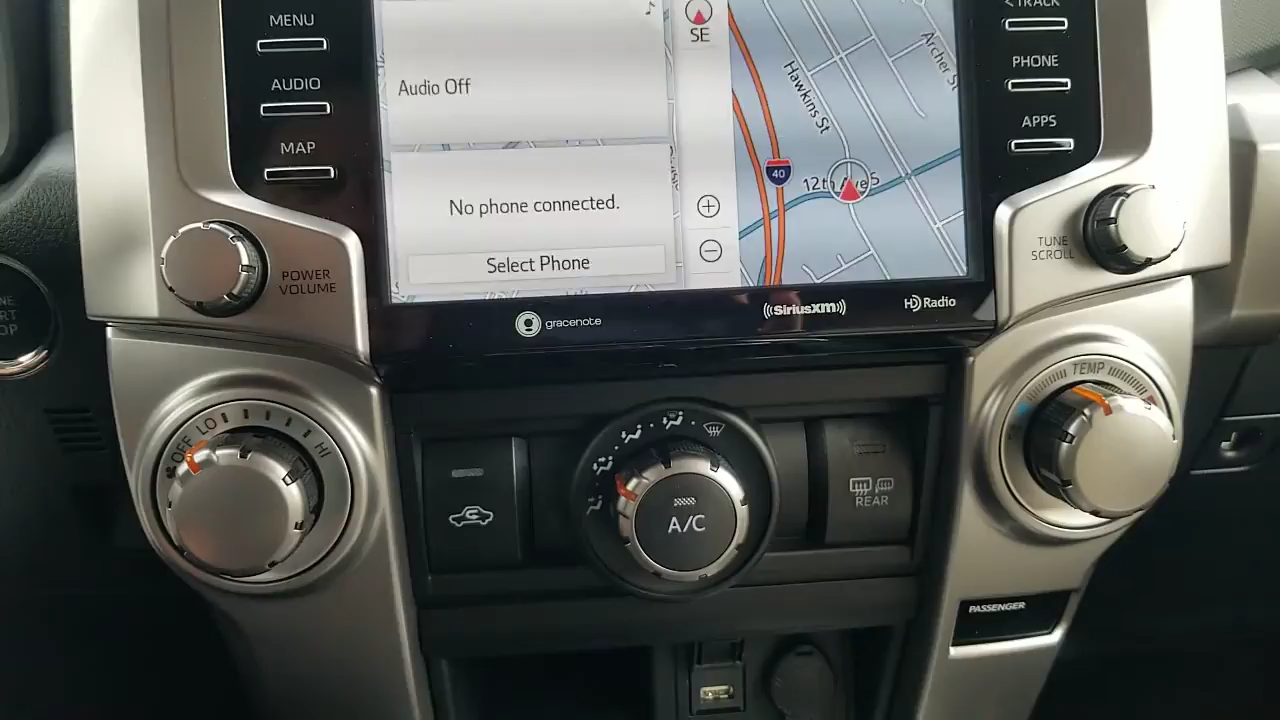 MENU
AUDIO
MAP
POWER
VOLUME
Audio Off
No phone connected.
Select Phone
SE
Hawkins St
Archer St
40
12th Ave S
< TRACK
PHONE
APPS
TUNE
SCROLL
gracenote
((SiriusXM))
HD Radio
OFF LO HI
A/C
REAR
TEMP
PASSENGER